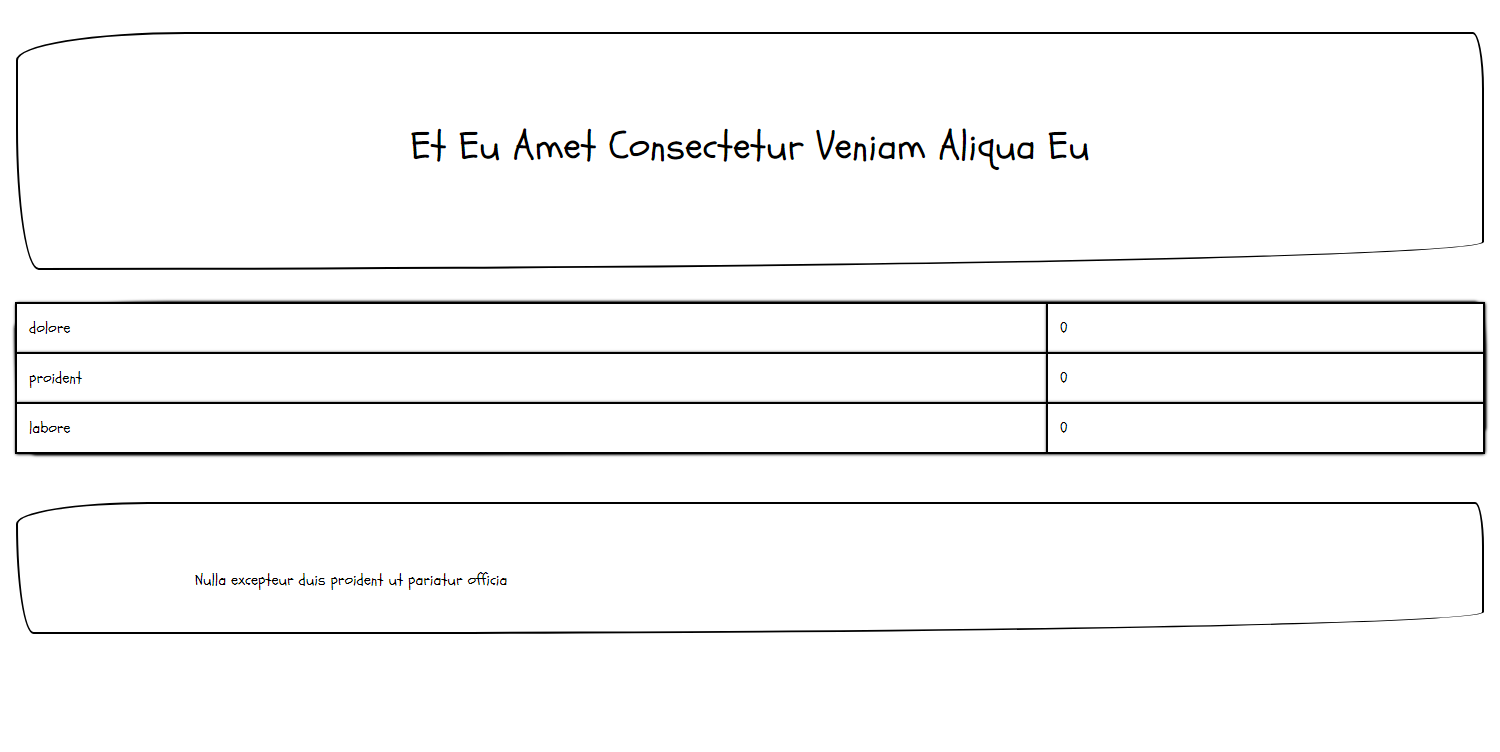 Et Eu Amet Consectetur Veniam Aliqua Eu
dolore 0
proident 0
labore 0
Nulla excepteur duis proident ut pariatur officia